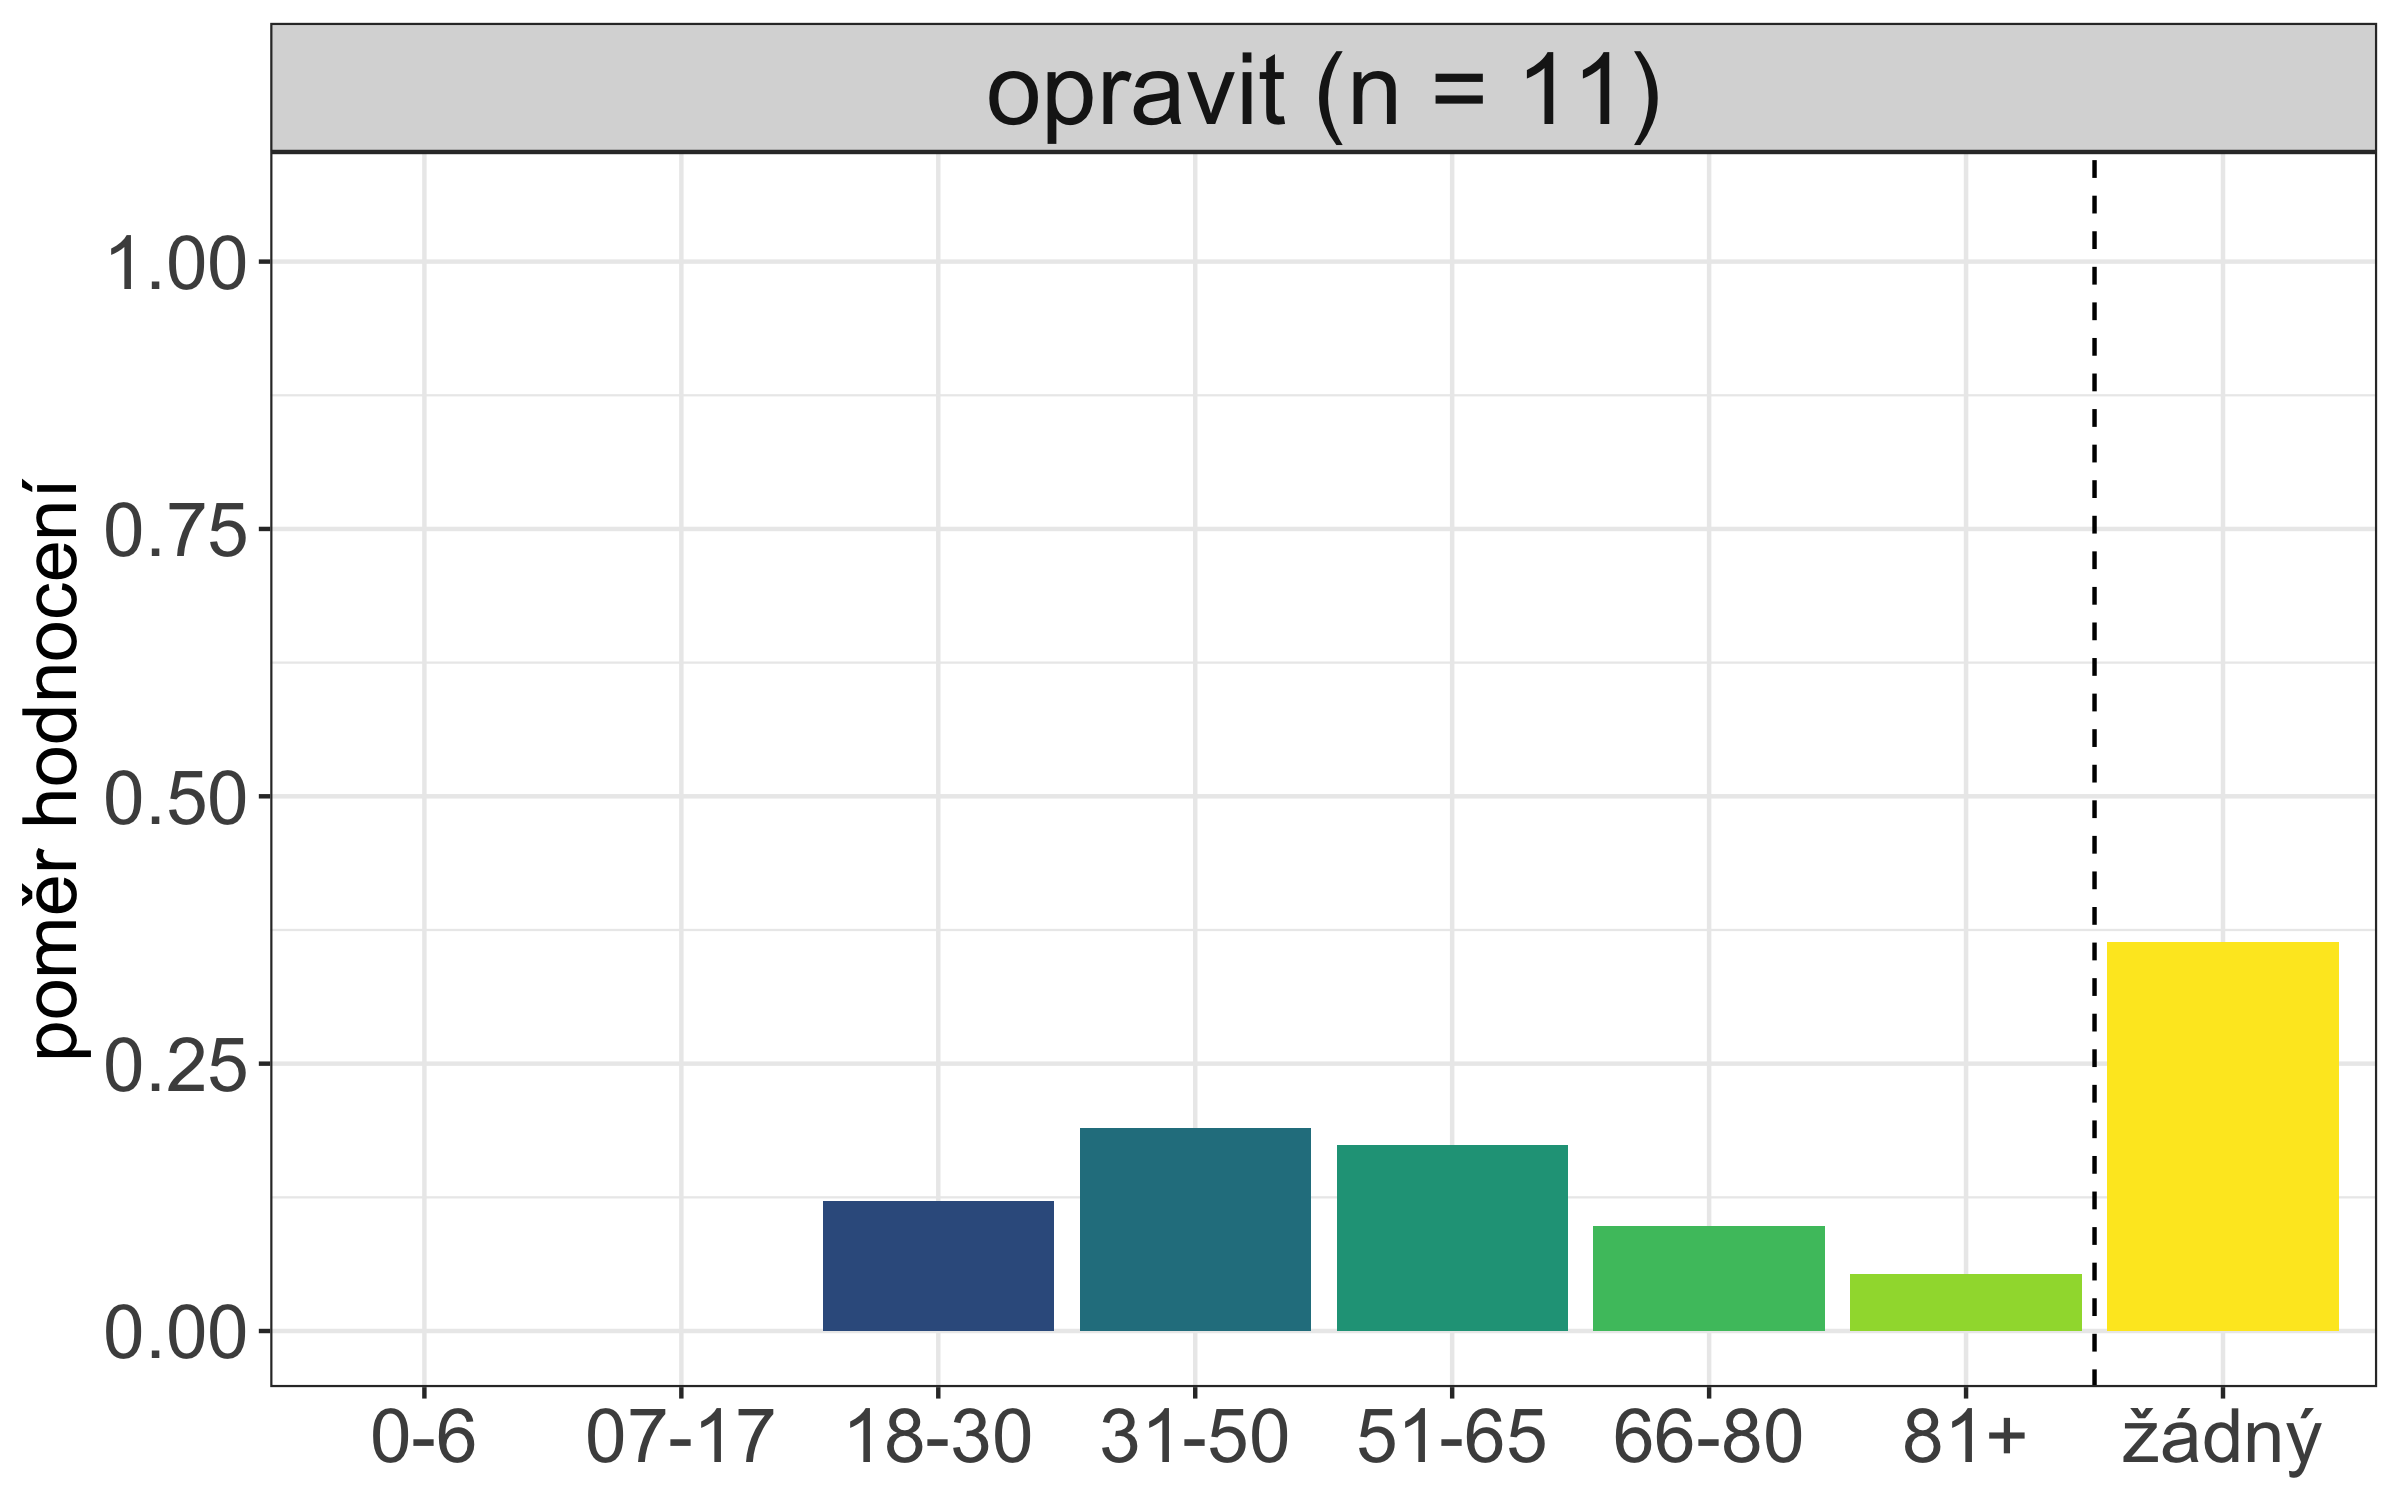 opravit (n = 11)
poměr hodnocení
1.00
0.75
0.50
0.25
0.00
0-6 07-17 18-30 31-50 51-65 66-80 81+ žádný